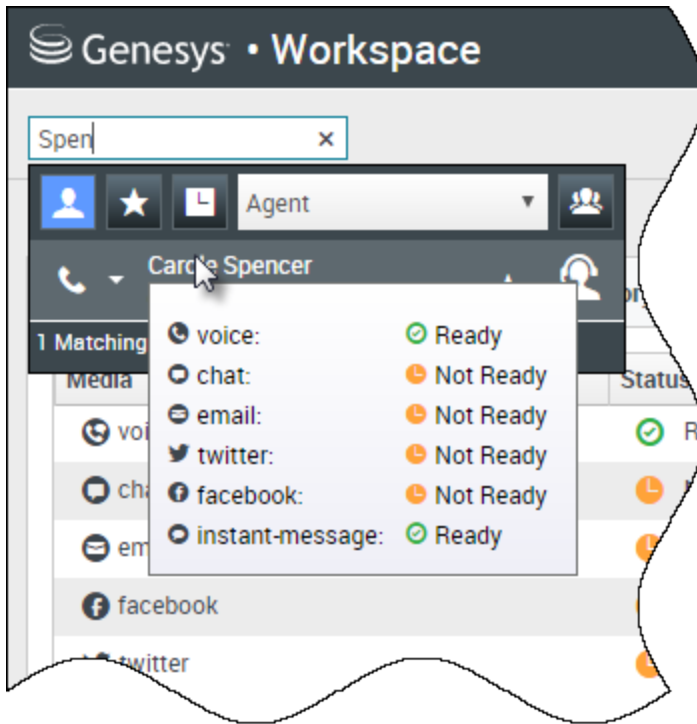 Genesys • Workspace
Spen
Agent
Carole Spencer
1 Matching
voice: Ready
chat: Not Ready
email: Not Ready
twitter: Not Ready
facebook: Not Ready
instant-message: Ready
Media Status
facebook
twitter